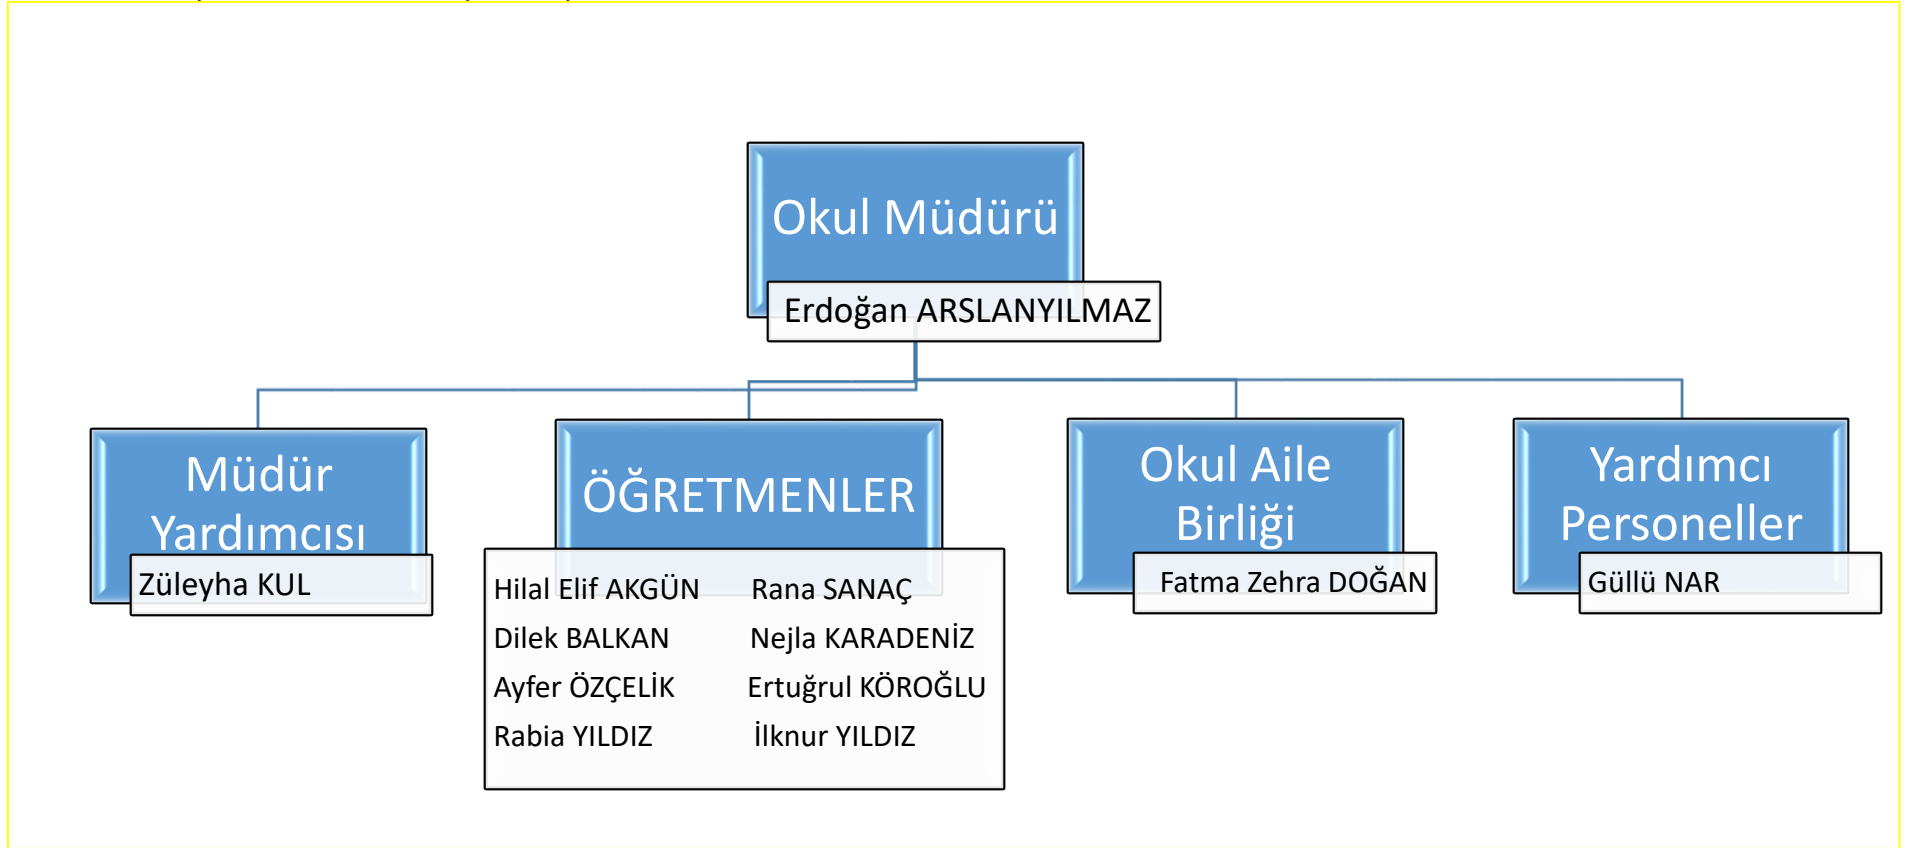 Okul Müdürü
Erdoğan ARSLANYILMAZ
Müdür
Yardımcısı
Züleyha KUL
ÖĞRETMENLER
Hilal Elif AKGÜN Rana SANAÇ
Dilek BALKAN Nejla KARADENİZ
Ayfer ÖZÇELİK Ertuğrul KÖROĞLU
Rabia YILDIZ İlknur YILDIZ
Okul Aile
Birliği
Fatma Zehra DOĞAN
Yardımcı
Personeller
Güllü NAR